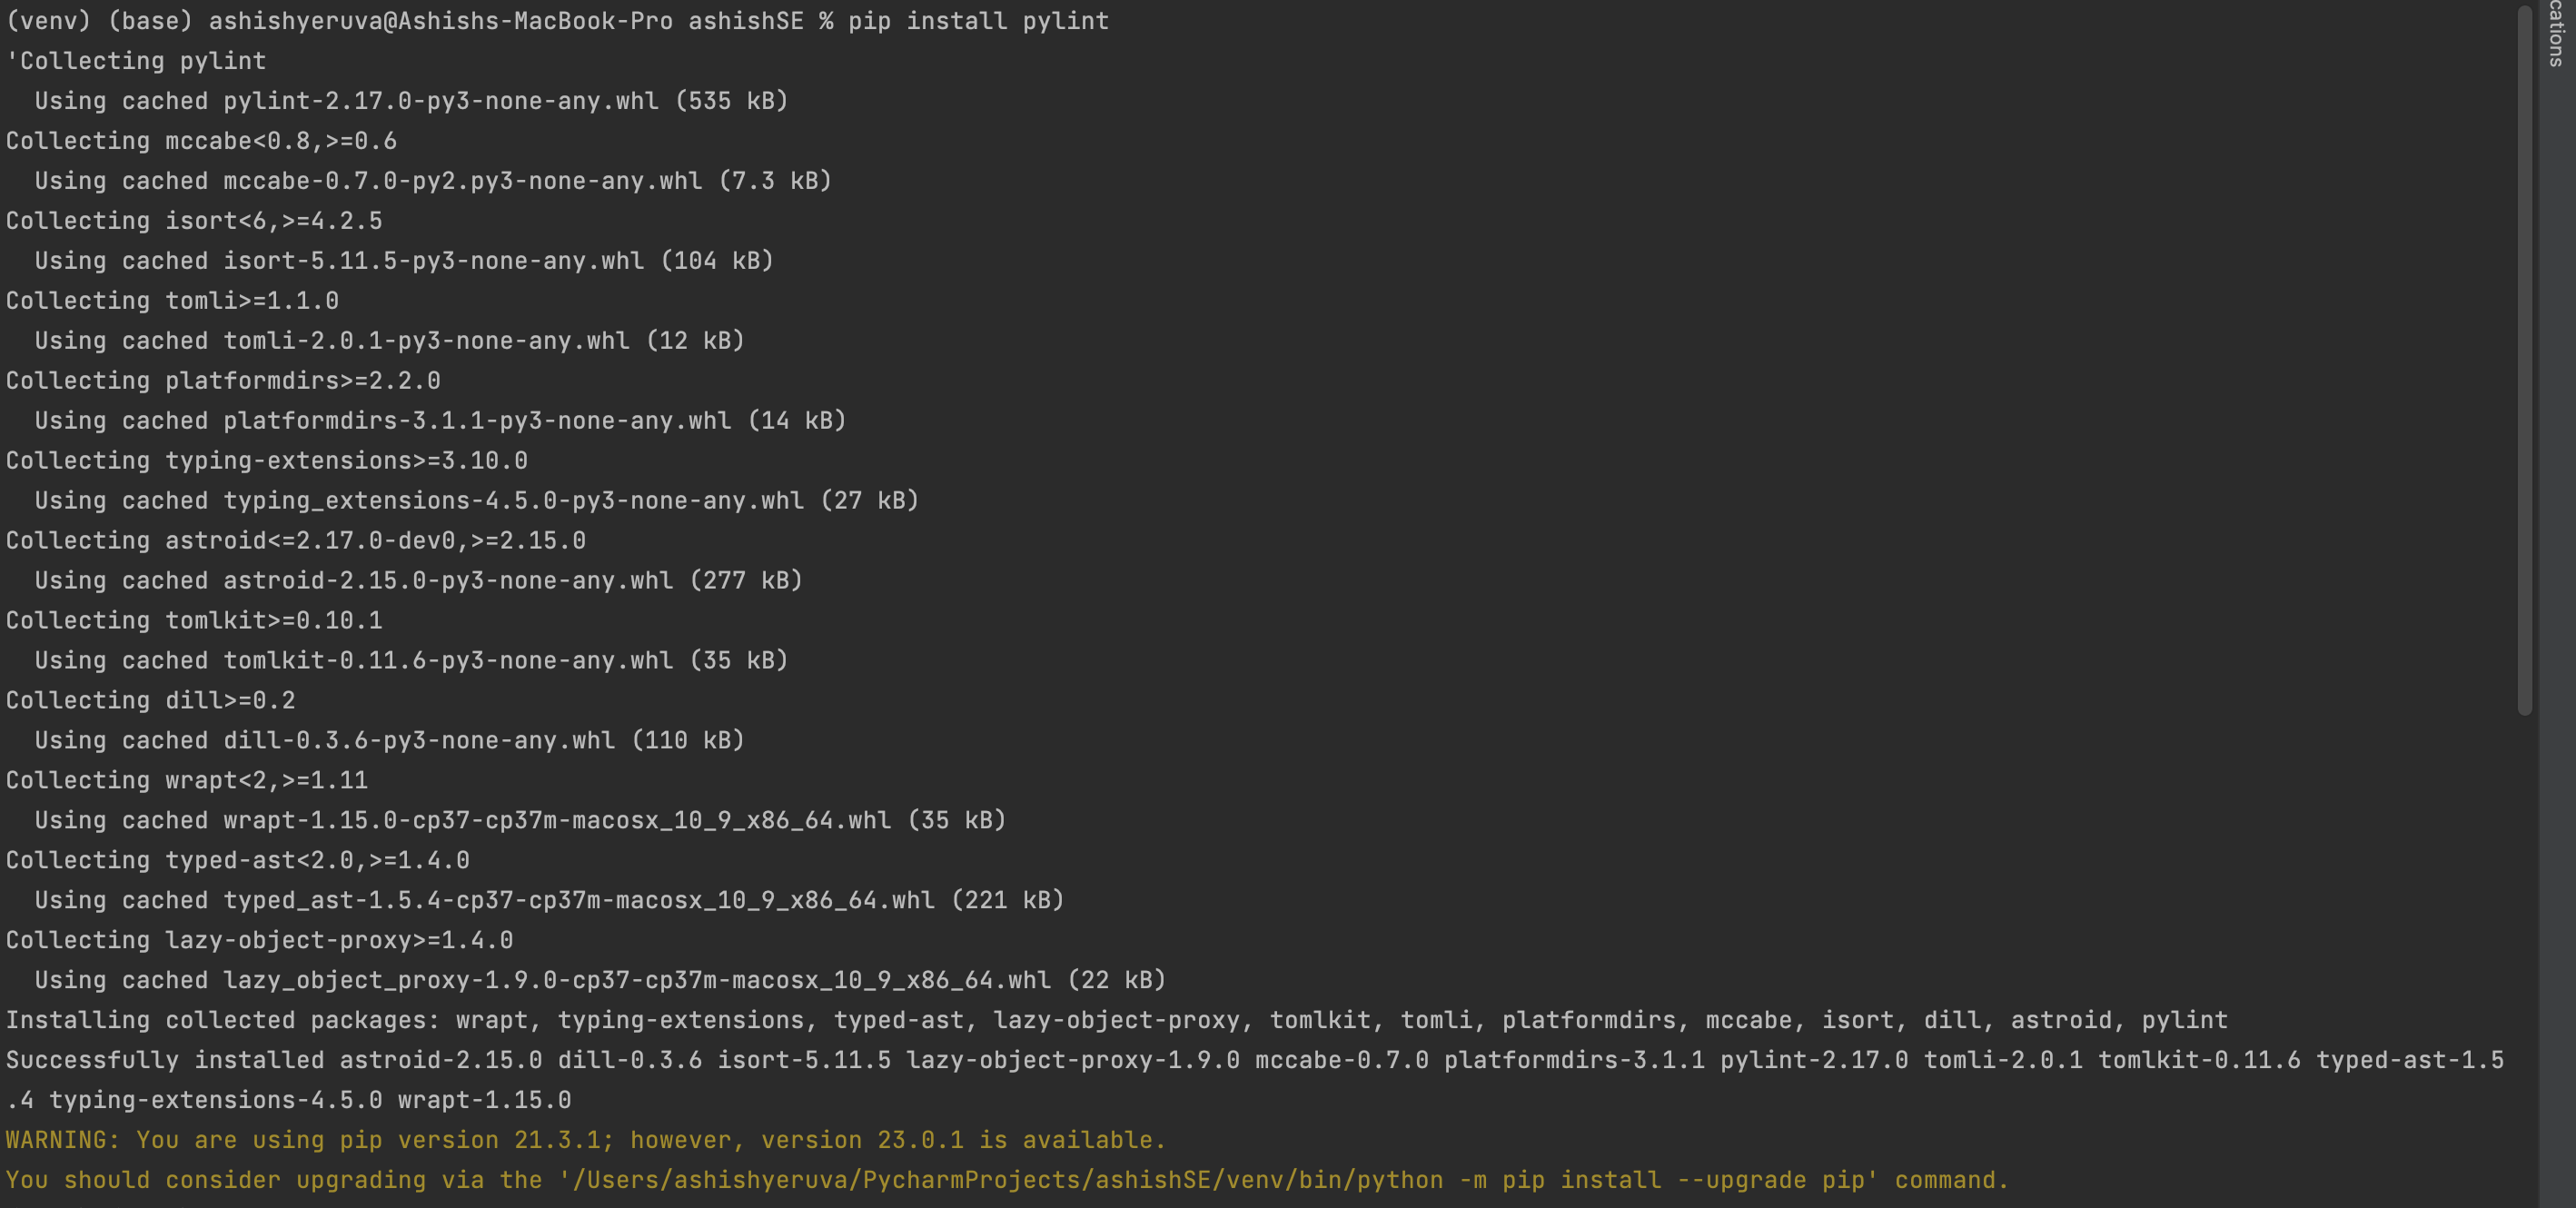 (venv) (base) ashishyeruva@Ashishs-MacBook-Pro ashishSE % pip install pylint
'Collecting pylint
  Using cached pylint-2.17.0-py3-none-any.whl (535 kB)
Collecting mccabe<0.8,>=0.6
  Using cached mccabe-0.7.0-py2.py3-none-any.whl (7.3 kB)
Collecting isort<6,>=4.2.5
  Using cached isort-5.11.5-py3-none-any.whl (104 kB)
Collecting tomli>=1.1.0
  Using cached tomli-2.0.1-py3-none-any.whl (12 kB)
Collecting platformdirs>=2.2.0
  Using cached platformdirs-3.1.1-py3-none-any.whl (14 kB)
Collecting typing-extensions>=3.10.0
  Using cached typing_extensions-4.5.0-py3-none-any.whl (27 kB)
Collecting astroid<=2.17.0-dev0,>=2.15.0
  Using cached astroid-2.15.0-py3-none-any.whl (277 kB)
Collecting tomlkit>=0.10.1
  Using cached tomlkit-0.11.6-py3-none-any.whl (35 kB)
Collecting dill>=0.2
  Using cached dill-0.3.6-py3-none-any.whl (110 kB)
Collecting wrapt<2,>=1.11
  Using cached wrapt-1.15.0-cp37-cp37m-macosx_10_9_x86_64.whl (35 kB)
Collecting typed-ast<2.0,>=1.4.0
  Using cached typed_ast-1.5.4-cp37-cp37m-macosx_10_9_x86_64.whl (221 kB)
Collecting lazy-object-proxy>=1.4.0
  Using cached lazy_object_proxy-1.9.0-cp37-cp37m-macosx_10_9_x86_64.whl (22 kB)
Installing collected packages: wrapt, typing-extensions, typed-ast, lazy-object-proxy, tomlkit, tomli, platformdirs, mccabe, isort, dill, astroid, pylint
Successfully installed astroid-2.15.0 dill-0.3.6 isort-5.11.5 lazy-object-proxy-1.9.0 mccabe-0.7.0 platformdirs-3.1.1 pylint-2.17.0 tomli-2.0.1 tomlkit-0.11.6 typed-ast-1.5
.4 typing-extensions-4.5.0 wrapt-1.15.0
WARNING: You are using pip version 21.3.1; however, version 23.0.1 is available.
You should consider upgrading via the '/Users/ashishyeruva/PycharmProjects/ashishSE/venv/bin/python -m pip install --upgrade pip' command.
cations